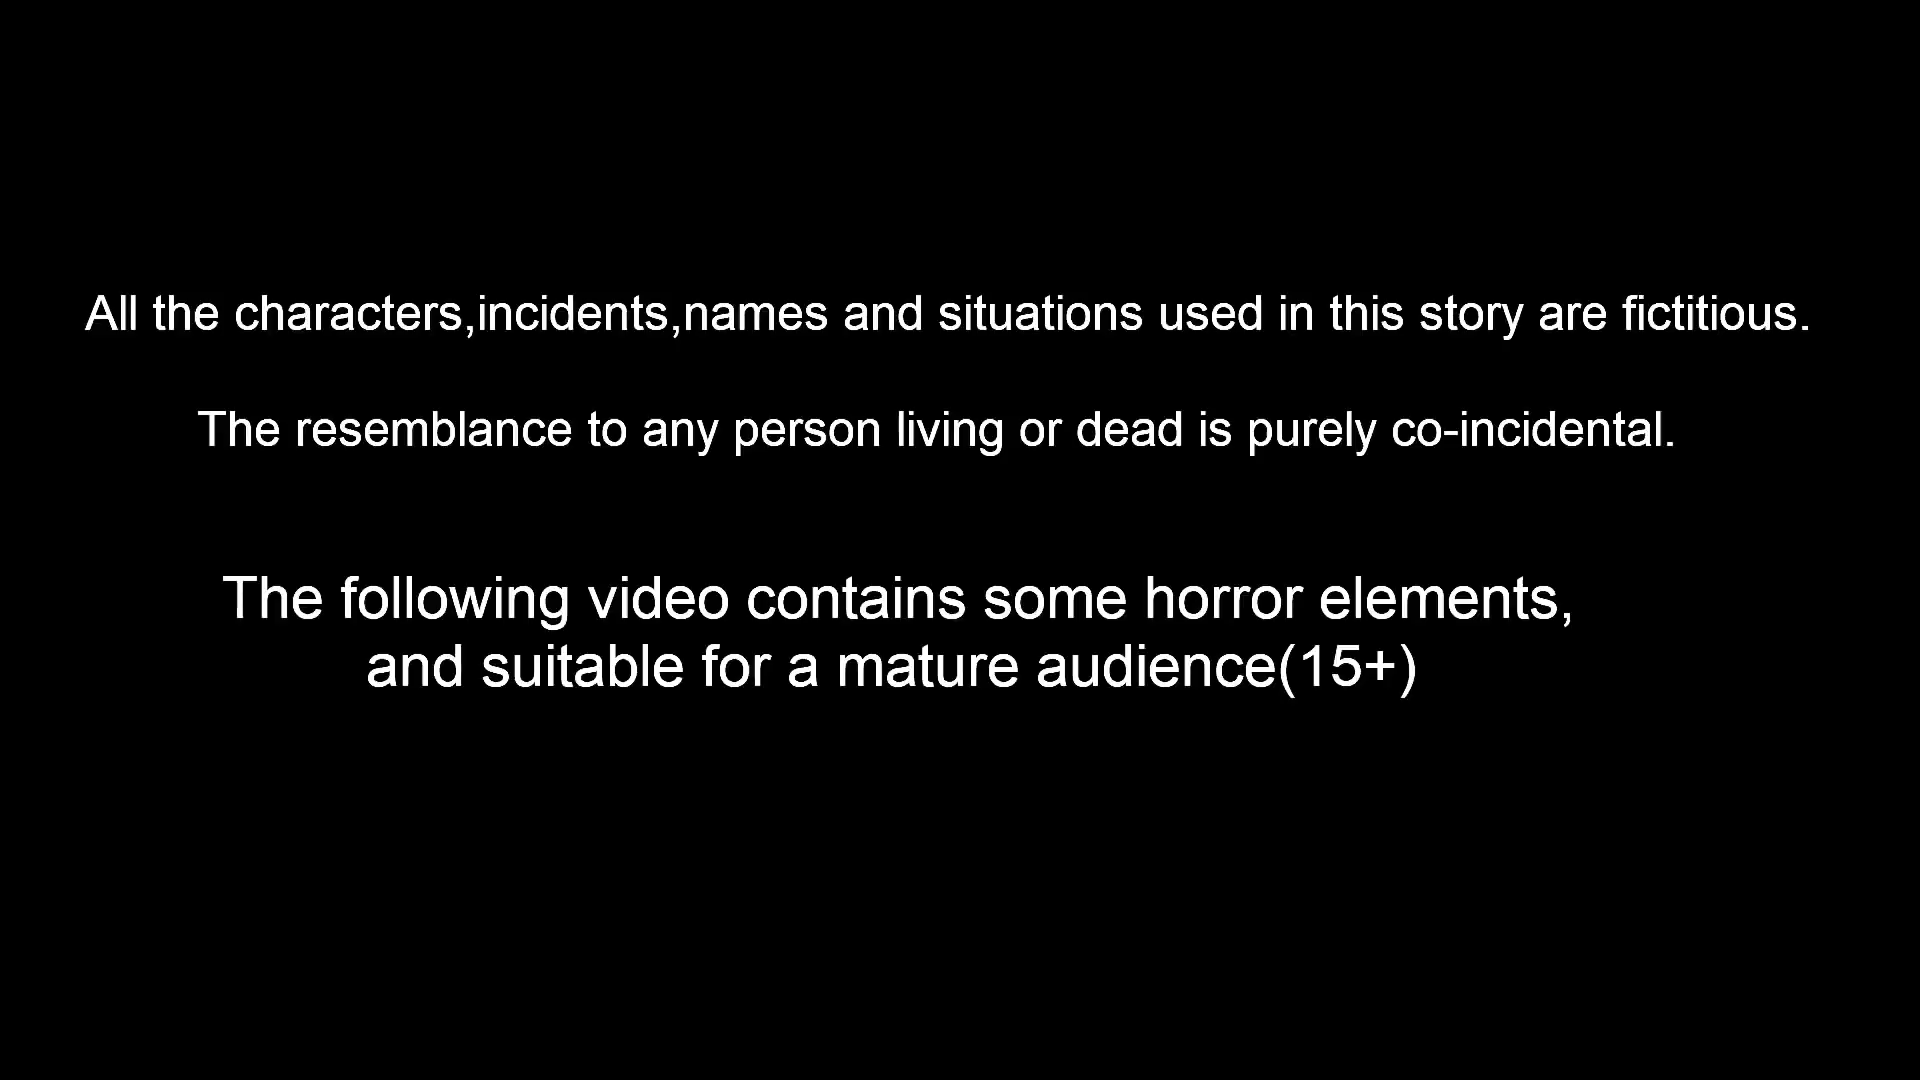 All the characters,incidents,names and situations used in this story are fictitious.
The resemblance to any person living or dead is purely co-incidental.
The following video contains some horror elements,
and suitable for a mature audience(15+)